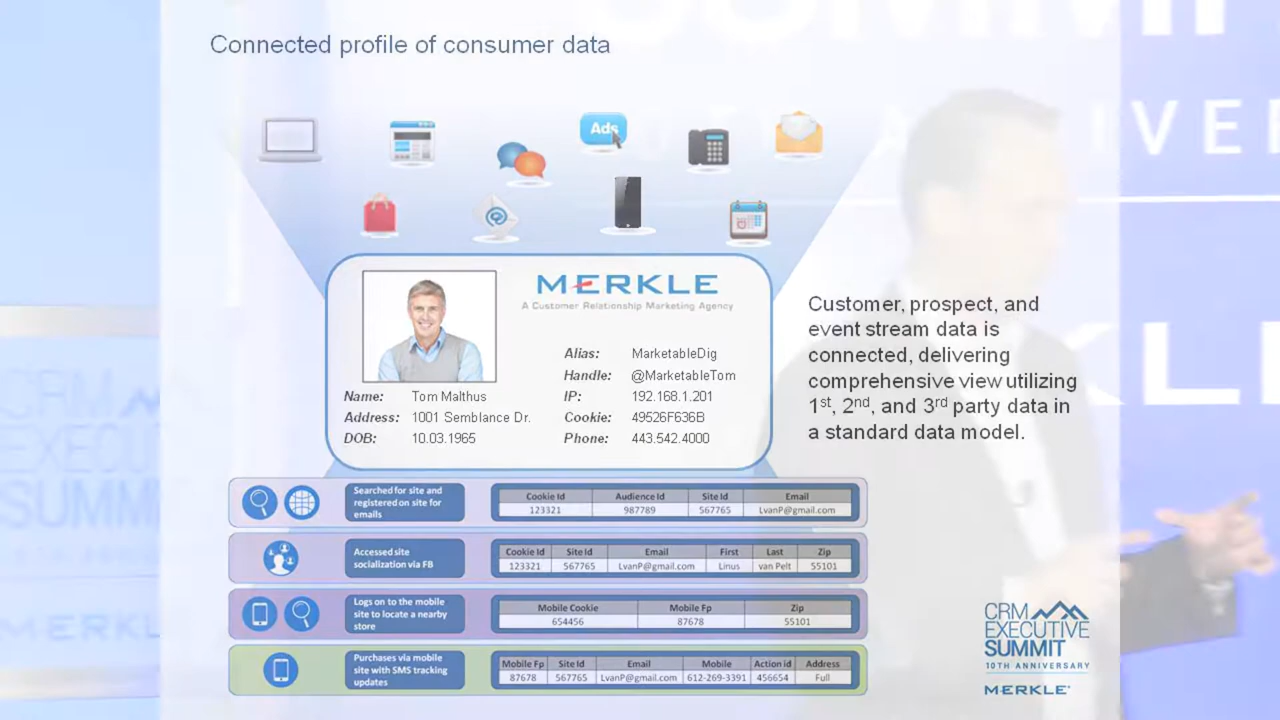 Connected profile of consumer data
Ads
MERKLE
A Customer Relationship Marketing Agency
Alias: MarketableDig
Handle: @MarketableTom
Name: Tom Malthus
IP: 192.168.1.201
Address: 1001 Semblance Dr.
Cookie: 49526F636B
DOB: 10.03.1965
Phone: 443.542.4000
Customer, prospect, and
event stream data is
connected, delivering
comprehensive view utilizing
1st, 2nd, and 3rd party data in
a standard data model.
Searched for site and
registered on site for
emails
Cookie Id Audience Id Site Id Email
123321 987789 567765 LvanP@gmail.com
Accessed site
socialization via FB
Cookie Id Site Id Email First Last Zip
123321 567765 LvanP@gmail.com Linus van Pelt 55101
Logs on to the mobile
site to locate a nearby
store
Mobile Cookie Mobile Fp Zip
654456 87678 55101
Purchases via mobile
site with SMS tracking
updates
Mobile Fp Site Id Email Mobile Action id Address
87678 567765 LvanP@gmail.com 612-269-3391 456654 Full
CRM
EXECUTIVE
SUMMIT
10TH ANNIVERSARY
MERKLE
CRM
EXECUTI
SUMMIT
MERKL